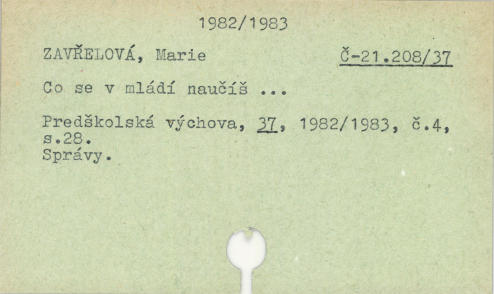 1982/1983
ZAVŘELOVÁ, Marie Č-21.208/37
Co se v mládí naučíš ...
Predškolská výchova, 37, 1982/1983, č.4,
s.28.
Správy.